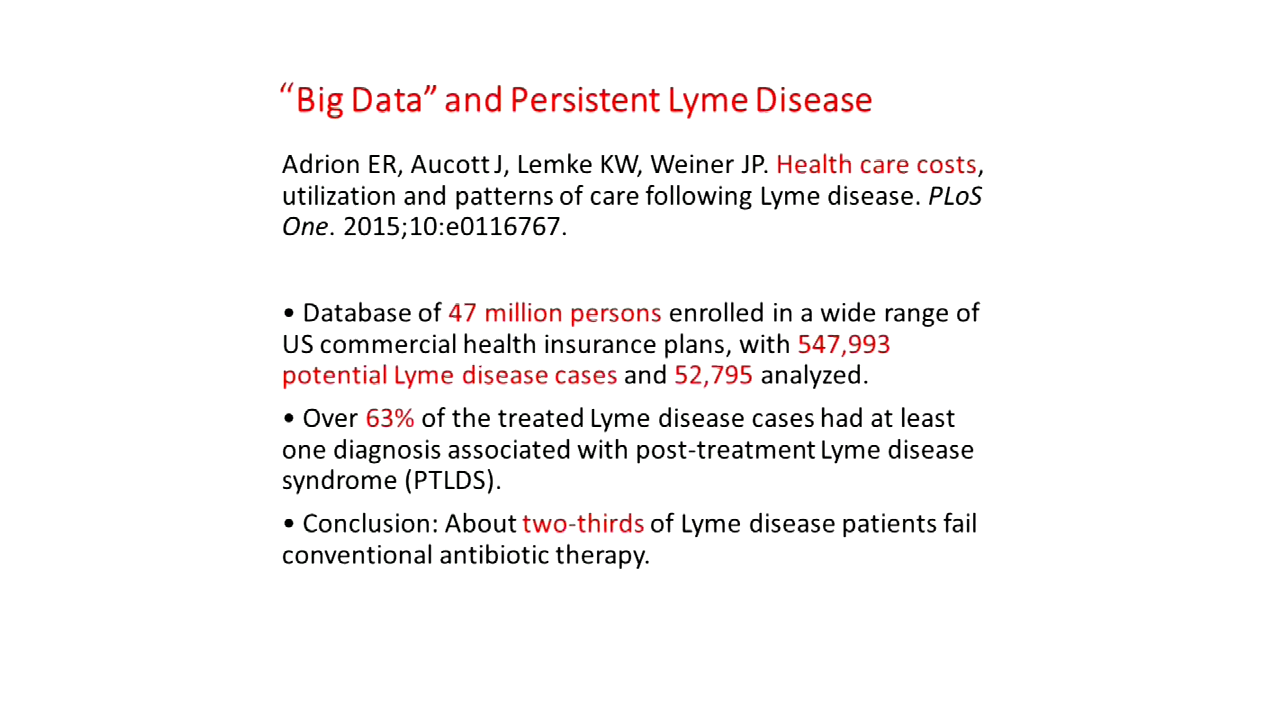 “Big Data” and Persistent Lyme Disease
Adrion ER, Aucott J, Lemke KW, Weiner JP. Health care costs,
utilization and patterns of care following Lyme disease. PLoS
One. 2015;10:e0116767.
• Database of 47 million persons enrolled in a wide range of
US commercial health insurance plans, with 547,993
potential Lyme disease cases and 52,795 analyzed.
• Over 63% of the treated Lyme disease cases had at least
one diagnosis associated with post-treatment Lyme disease
syndrome (PTLDS).
• Conclusion: About two-thirds of Lyme disease patients fail
conventional antibiotic therapy.